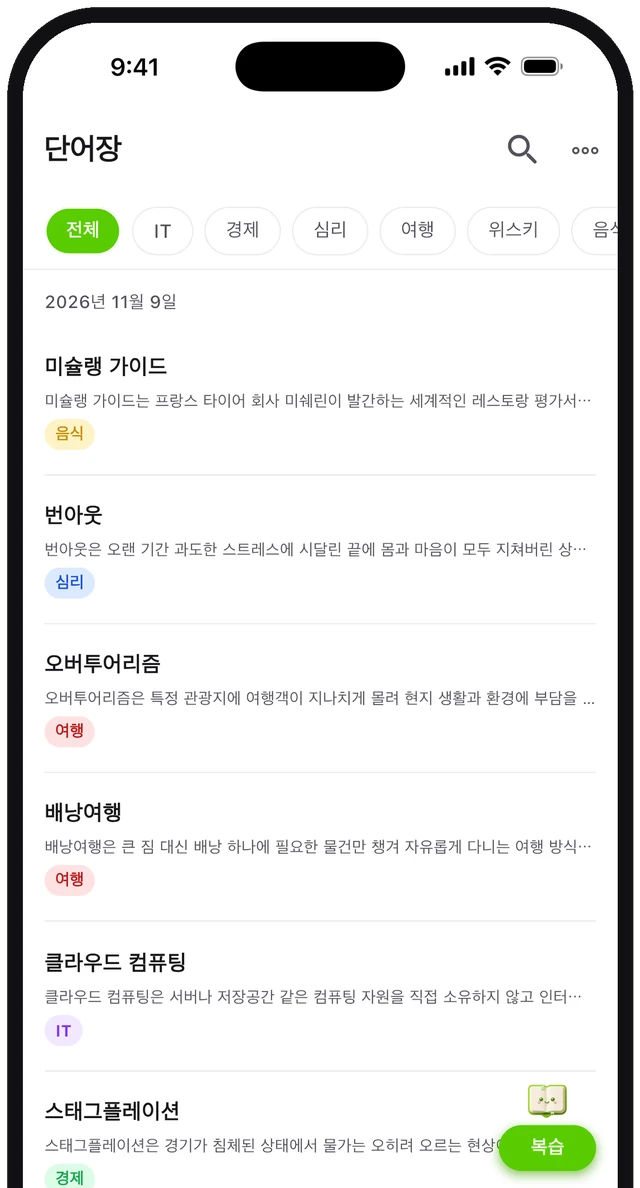 9:41
단어장
전체 IT 경제 심리 여행 위스키
2026년 11월 9일
미슐랭 가이드
미슐랭 가이드는 프랑스 타이어 회사 미쉐린이 발간하는 세계적인 레스토랑 평가서…
음식
번아웃
번아웃은 오랜 기간 과도한 스트레스에 시달린 끝에 몸과 마음이 모두 지쳐버린 상…
심리
오버투어리즘
오버투어리즘은 특정 관광지에 여행객이 지나치게 몰려 현지 생활과 환경에 부담을 ...
여행
배낭여행
배낭여행은 큰 짐 대신 배낭 하나에 필요한 물건만 챙겨 자유롭게 다니는 여행 방식…
여행
클라우드 컴퓨팅
클라우드 컴퓨팅은 서버나 저장공간 같은 컴퓨팅 자원을 직접 소유하지 않고 인터…
IT
스태그플레이션
스태그플레이션은 경기가 침체된 상태에서 물가는 오히려 오르는 현상
복습
경제